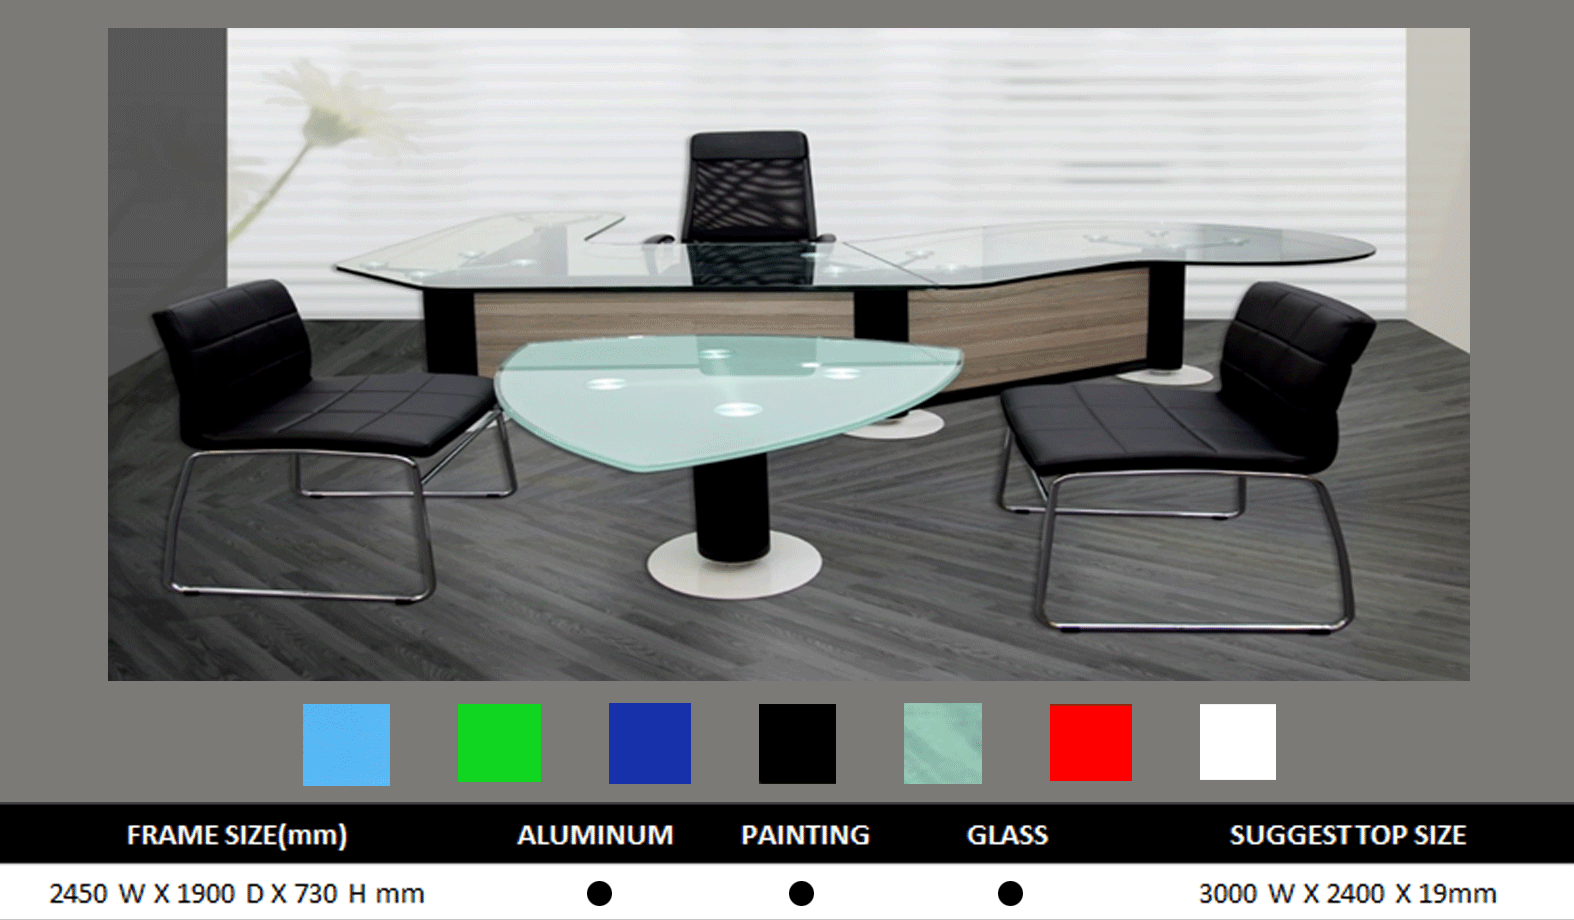 FRAME SIZE(mm) ALUMINUM PAINTING GLASS SUGGEST TOP SIZE
2450 W X 1900 D X 730 H mm ● ● ● 3000 W X 2400 X 19mm